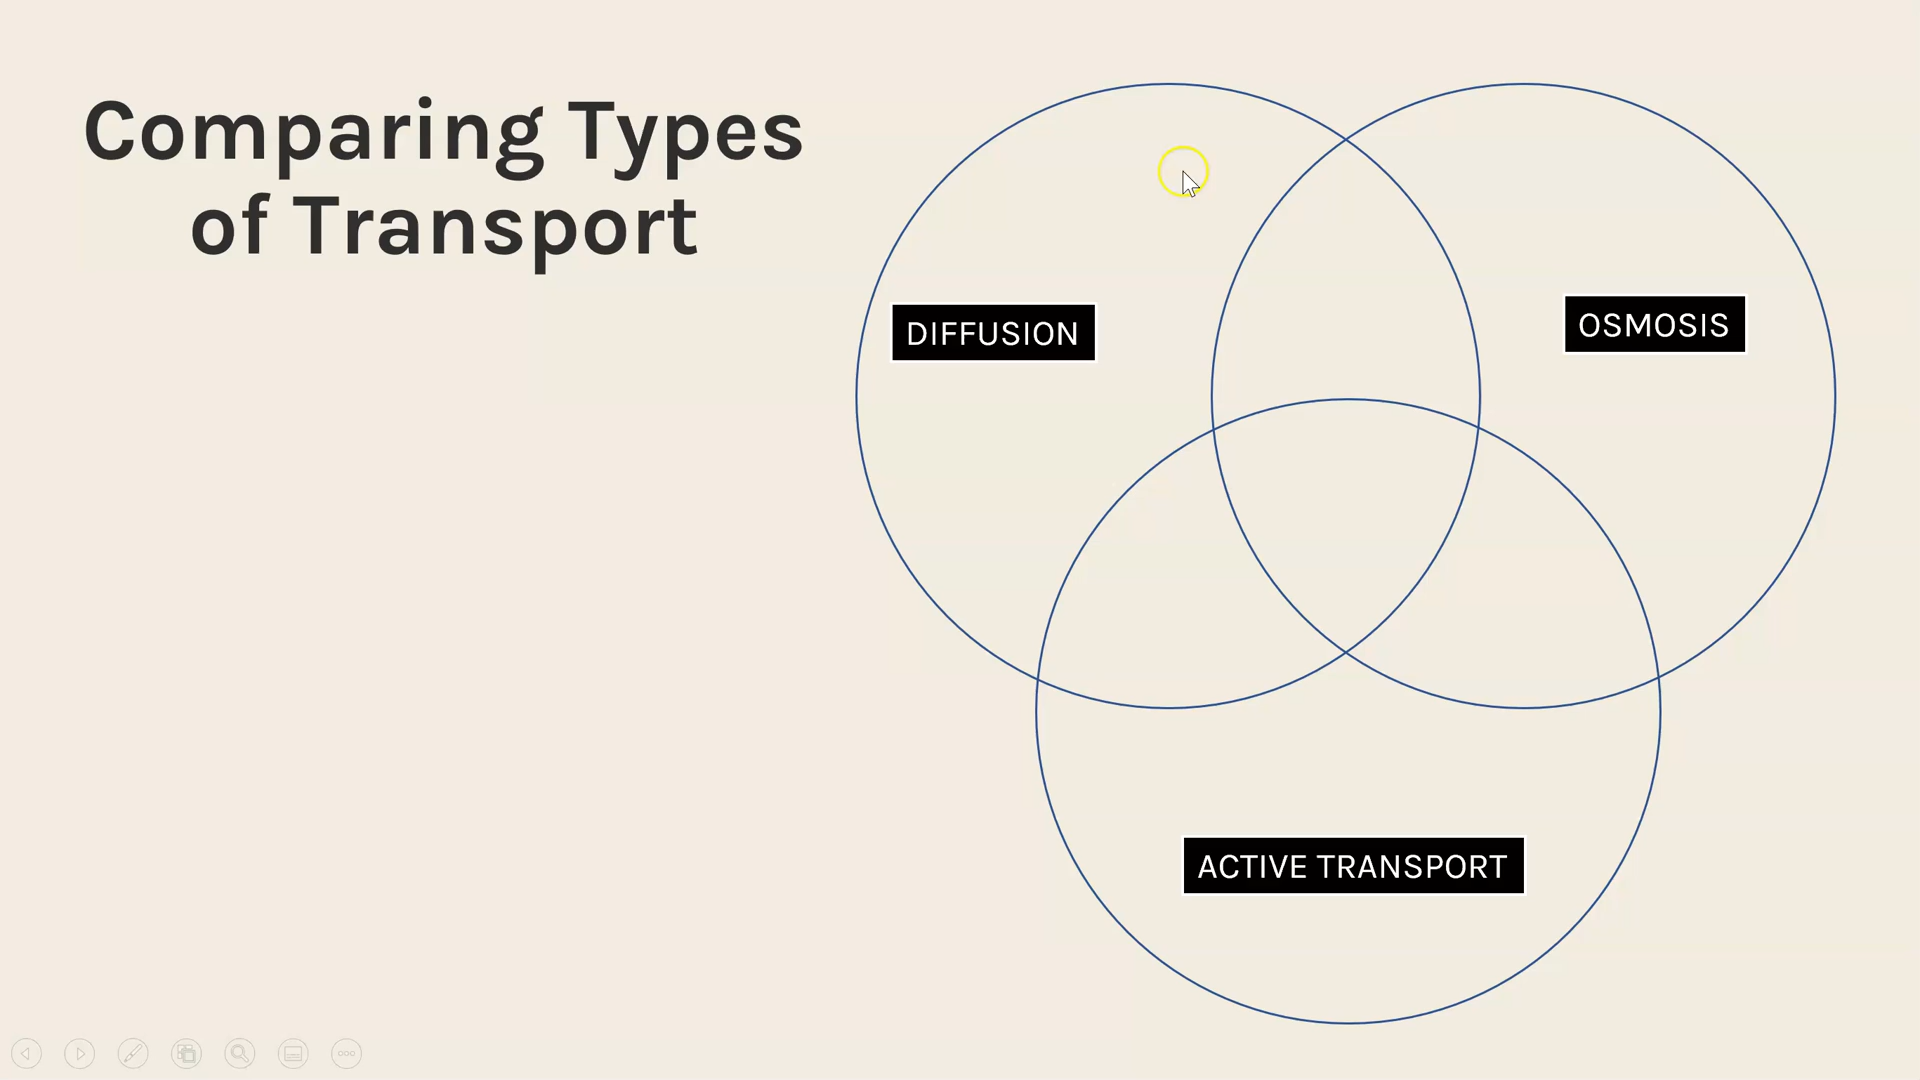 Comparing Types
of Transport
DIFFUSION
OSMOSIS
ACTIVE TRANSPORT